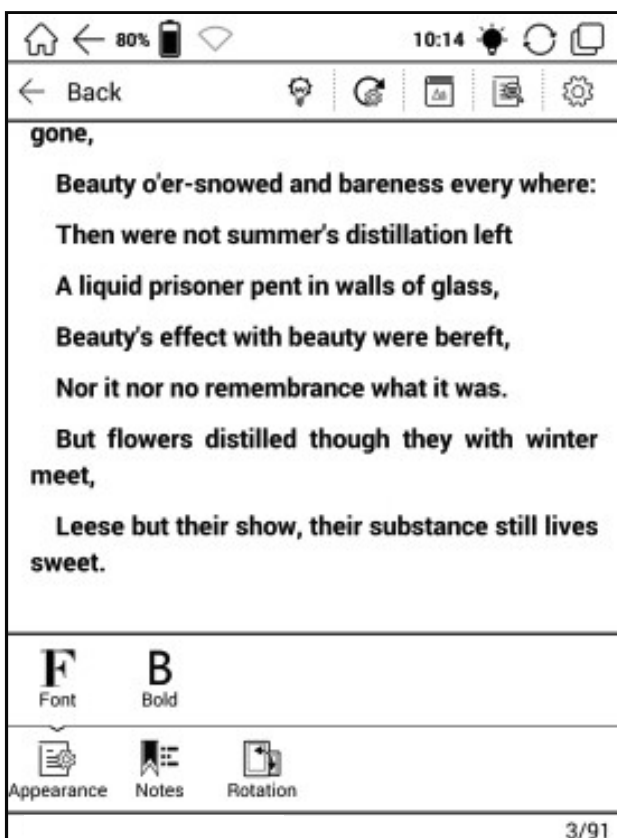 80% 10:14
Back
gone,
Beauty o'er-snowed and bareness every where:
Then were not summer's distillation left
A liquid prisoner pent in walls of glass,
Beauty's effect with beauty were bereft,
Nor it nor no remembrance what it was.
But flowers distilled though they with winter
meet,
Leese but their show, their substance still lives
sweet.
F B
Font Bold
Appearance Notes Rotation
3/91